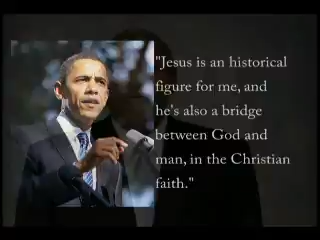 "Jesus is an historical
figure for me, and
he's also a bridge
between God and
man, in the Christian
faith."